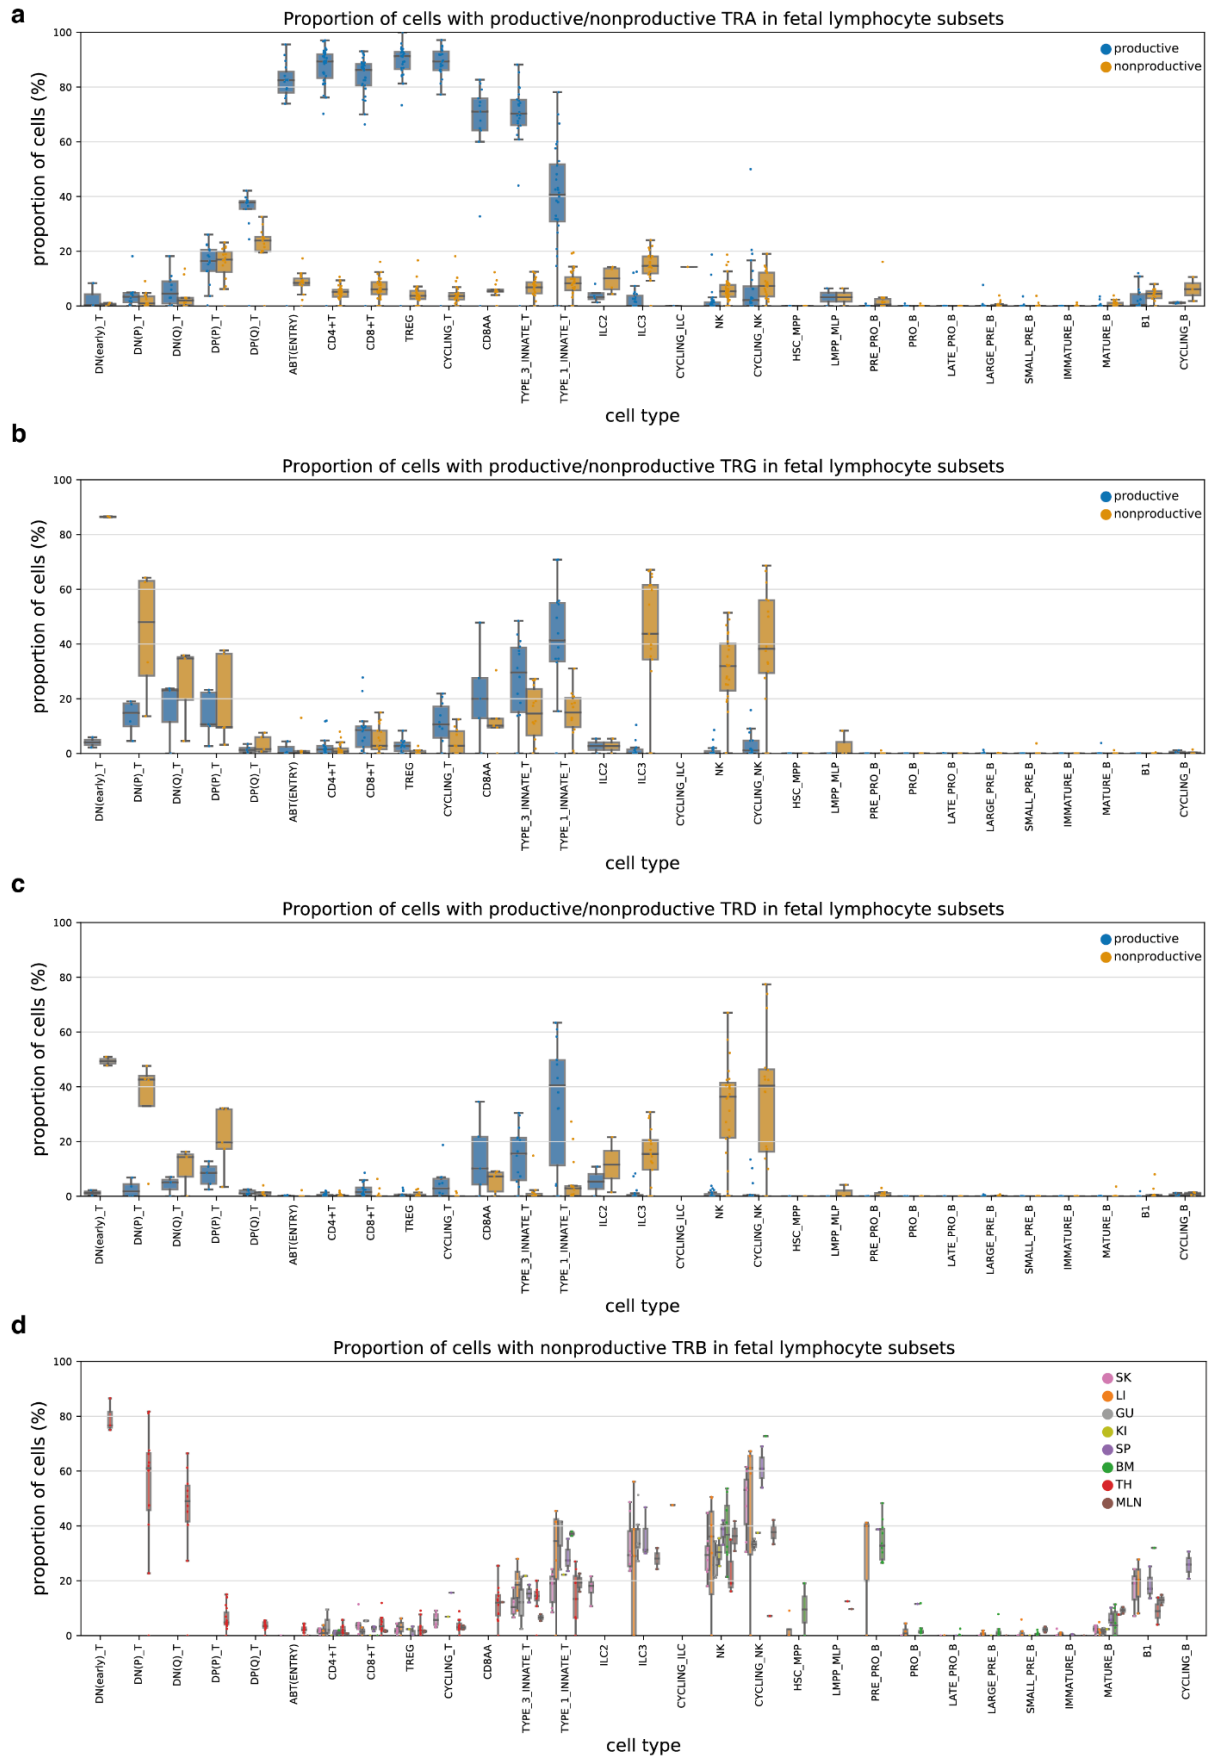 a
Proportion of cells with productive/nonproductive TRA in fetal lymphocyte subsets
proportion of cells (%)
100
80
60
40
20
0
productive
nonproductive
DN(early)_T
DN(P)_T
DN(Q)_T
DP(P)_T
DP(Q)_T
ABT(ENTRY)
CD4+T
CD8+T
TREG
CYCLING_T
CD8AA
TYPE_3_INNATE_T
TYPE_1_INNATE_T
ILC2
ILC3
CYCLING_ILC
NK
CYCLING_NK
HSC_MPP
LMPP_MLP
PRE_PRO_B
PRO_B
LATE_PRO_B
LARGE_PRE_B
SMALL_PRE_B
IMMATURE_B
MATURE_B
B1
CYCLING_B
cell type
b
Proportion of cells with productive/nonproductive TRG in fetal lymphocyte subsets
proportion of cells (%)
100
80
60
40
20
0
productive
nonproductive
DN(early)_T
DN(P)_T
DN(Q)_T
DP(P)_T
DP(Q)_T
ABT(ENTRY)
CD4+T
CD8+T
TREG
CYCLING_T
CD8AA
TYPE_3_INNATE_T
TYPE_1_INNATE_T
ILC2
ILC3
CYCLING_ILC
NK
CYCLING_NK
HSC_MPP
LMPP_MLP
PRE_PRO_B
PRO_B
LATE_PRO_B
LARGE_PRE_B
SMALL_PRE_B
IMMATURE_B
MATURE_B
B1
CYCLING_B
cell type
c
Proportion of cells with productive/nonproductive TRD in fetal lymphocyte subsets
proportion of cells (%)
100
80
60
40
20
0
productive
nonproductive
DN(early)_T
DN(P)_T
DN(Q)_T
DP(P)_T
DP(Q)_T
ABT(ENTRY)
CD4+T
CD8+T
TREG
CYCLING_T
CD8AA
TYPE_3_INNATE_T
TYPE_1_INNATE_T
ILC2
ILC3
CYCLING_ILC
NK
CYCLING_NK
HSC_MPP
LMPP_MLP
PRE_PRO_B
PRO_B
LATE_PRO_B
LARGE_PRE_B
SMALL_PRE_B
IMMATURE_B
MATURE_B
B1
CYCLING_B
cell type
d
Proportion of cells with nonproductive TRB in fetal lymphocyte subsets
proportion of cells (%)
100
80
60
40
20
0
SK
LI
GU
KI
SP
BM
TH
MLN
DN(early)_T
DN(P)_T
DN(Q)_T
DP(P)_T
DP(Q)_T
ABT(ENTRY)
CD4+T
CD8+T
TREG
CYCLING_T
CD8AA
TYPE_3_INNATE_T
TYPE_1_INNATE_T
ILC2
ILC3
CYCLING_ILC
NK
CYCLING_NK
HSC_MPP
LMPP_MLP
PRE_PRO_B
PRO_B
LATE_PRO_B
LARGE_PRE_B
SMALL_PRE_B
IMMATURE_B
MATURE_B
B1
CYCLING_B
cell type